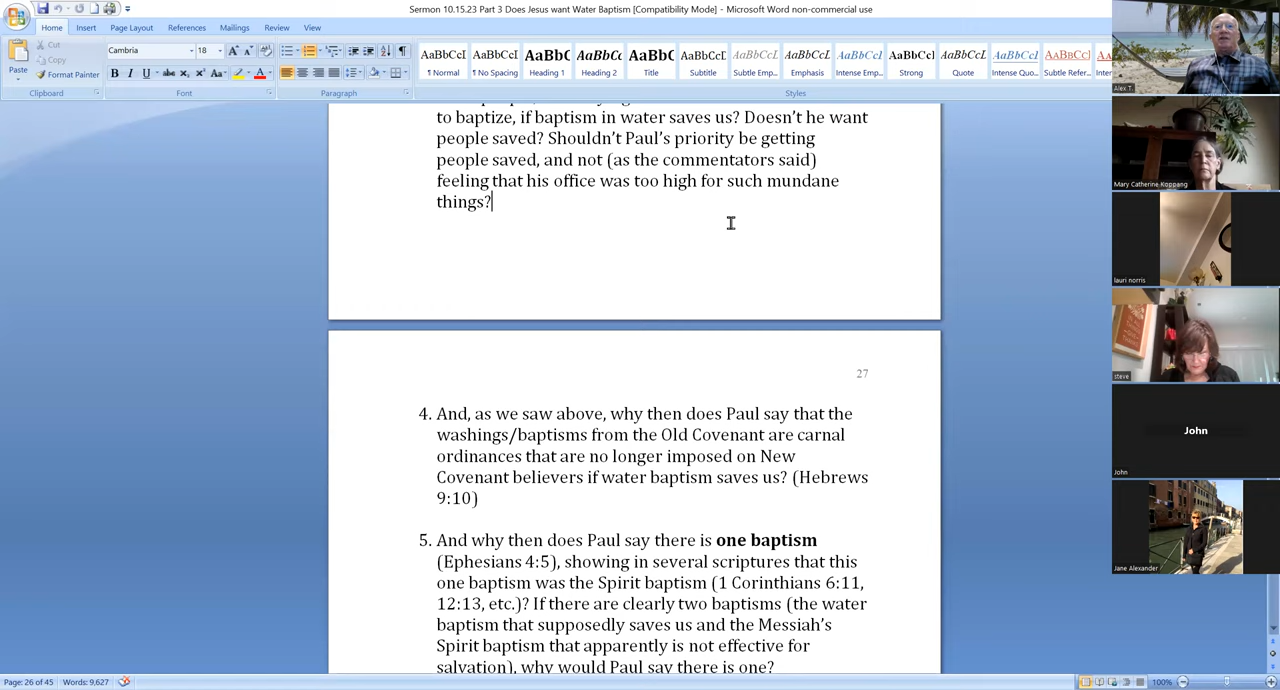 Sermon 10.15.23 Part 3 Does Jesus want Water Baptism [Compatibility Mode] - Microsoft Word non-commercial use
Home Insert Page Layout References Mailings Review View
Paste
Cut
Copy
Format Painter
Clipboard
Cambria 18
Font
Paragraph
AaBbCcI AaBbCcI AaBbC AaBbCc AaBbC AaBbCcI AaBbCcL AaBbCcL AaBbCcI AaBbCcI AaBbCcL AaBbCcI AaBbCcI
¶ Normal ¶ No Spacing Heading 1 Heading 2 Title Subtitle Subtle Emp... Emphasis Intense Emp... Strong Quote Intense Quo... Subtle Refer... Inter
Styles
to baptize, if baptism in water saves us? Doesn't he want
people saved? Shouldn't Paul's priority be getting
people saved, and not (as the commentators said)
feeling that his office was too high for such mundane
things?
27
4. And, as we saw above, why then does Paul say that the
washings/baptisms from the Old Covenant are carnal
ordinances that are no longer imposed on New
Covenant believers if water baptism saves us? (Hebrews
9:10)
5. And why then does Paul say there is one baptism
(Ephesians 4:5), showing in several scriptures that this
one baptism was the Spirit baptism (1 Corinthians 6:11,
12:13, etc.)? If there are clearly two baptisms (the water
baptism that supposedly saves us and the Messiah's
Spirit baptism that apparently is not effective for
salvation), why would Paul say there is one?
Page: 26 of 45 Words: 9,627
100%
Alex T.
Mary Catherine Koppang
lauri norris
steve
John
John
Jane Alexander